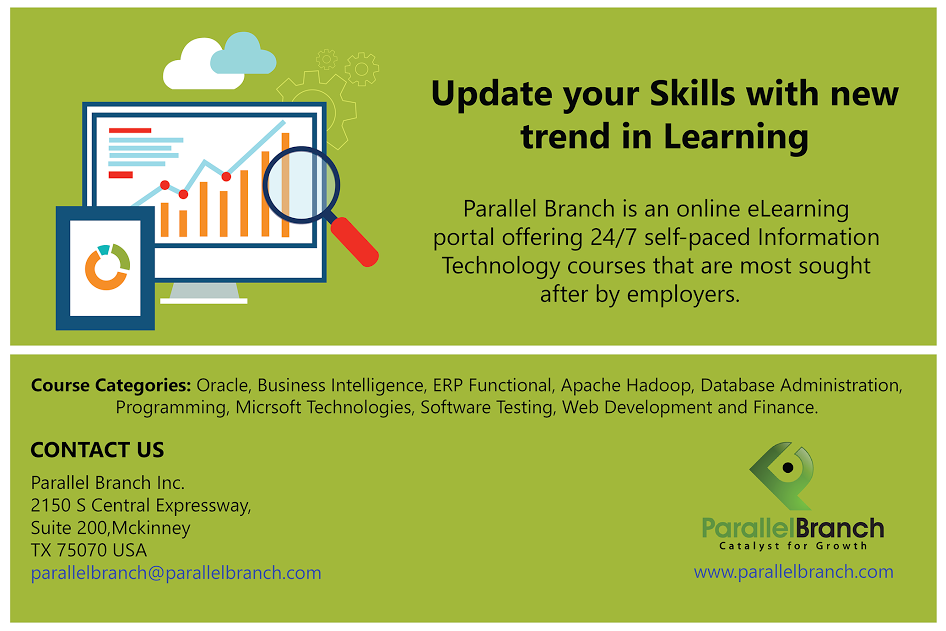 Update your Skills with new
trend in Learning
Parallel Branch is an online eLearning
portal offering 24/7 self-paced Information
Technology courses that are most sought
after by employers.
Course Categories: Oracle, Business Intelligence, ERP Functional, Apache Hadoop, Database Administration,
Programming, Micrsoft Technologies, Software Testing, Web Development and Finance.
CONTACT US
Parallel Branch Inc.
2150 S Central Expressway,
Suite 200,Mckinney
TX 75070 USA
parallelbranch@parallelbranch.com
ParallelBranch
Catalyst for Growth
www.parallelbranch.com